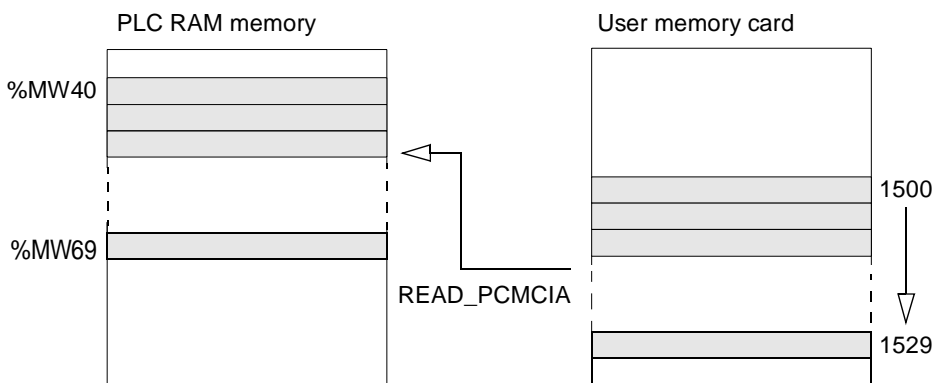 PLC RAM memory
User memory card
%MW40
1500
%MW69
READ_PCMCIA
1529